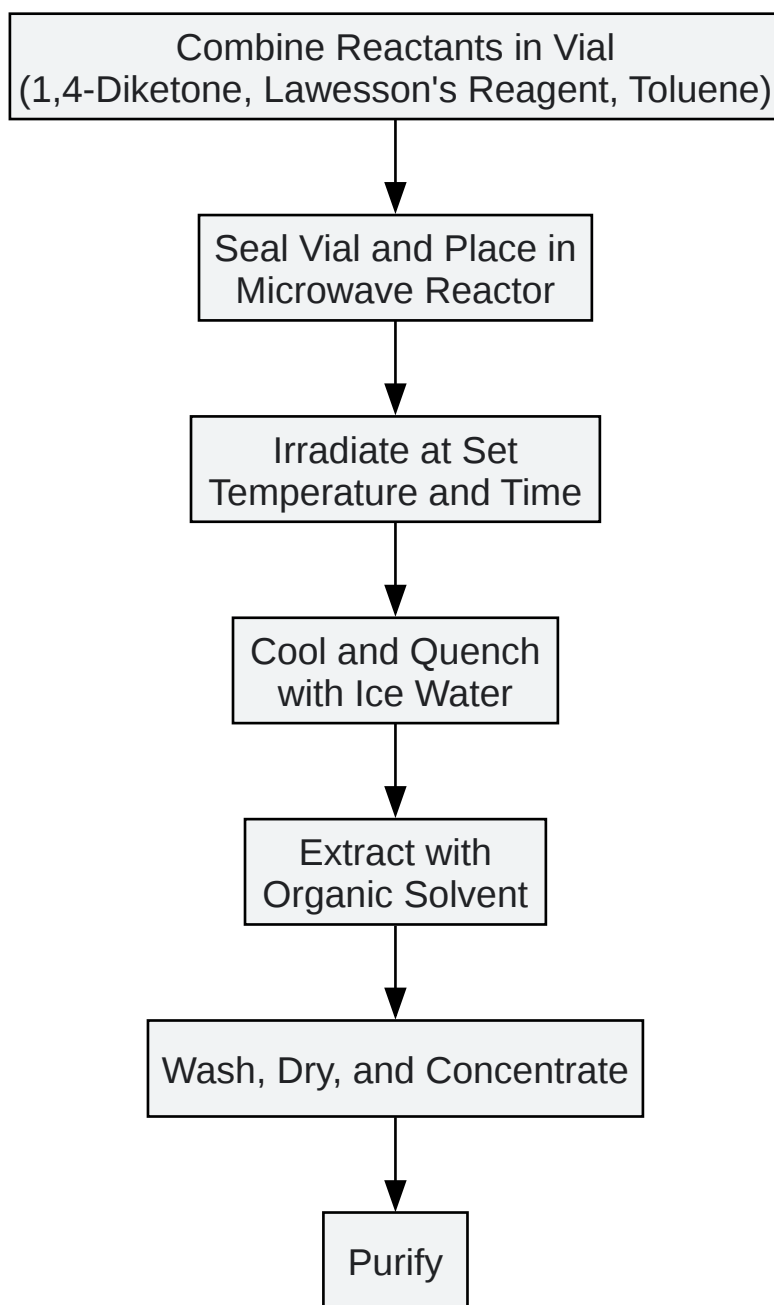 Combine Reactants in Vial
(1,4-Diketone, Lawesson's Reagent, Toluene)
Seal Vial and Place in
Microwave Reactor
Irradiate at Set
Temperature and Time
Cool and Quench
with Ice Water
Extract with
Organic Solvent
Wash, Dry, and Concentrate
Purify